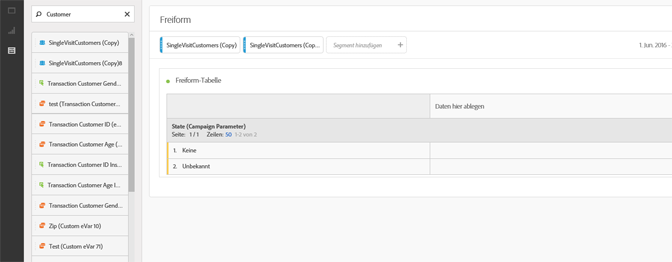 Customer
SingleVisitCustomers (Copy)
SingleVisitCustomers (Copy)8
Transaction Customer Gend...
test (Transaction Customer...
Transaction Customer ID (e...
Transaction Customer Age (...
Transaction Customer ID Ins...
Transaction Customer Age I...
Transaction Customer Gend...
Zip (Custom eVar 10)
Test (Custom eVar 71)
Freiform
SingleVisitCustomers (Copy)
SingleVisitCustomers (Cop...
Segment hinzufügen
1. Jun. 2016 -
Freiform-Tabelle
Daten hier ablegen
State (Campaign Parameter)
Seite: 1 / 1 Zeilen: 50 1-2 von 2
1. Keine
2. Unbekannt